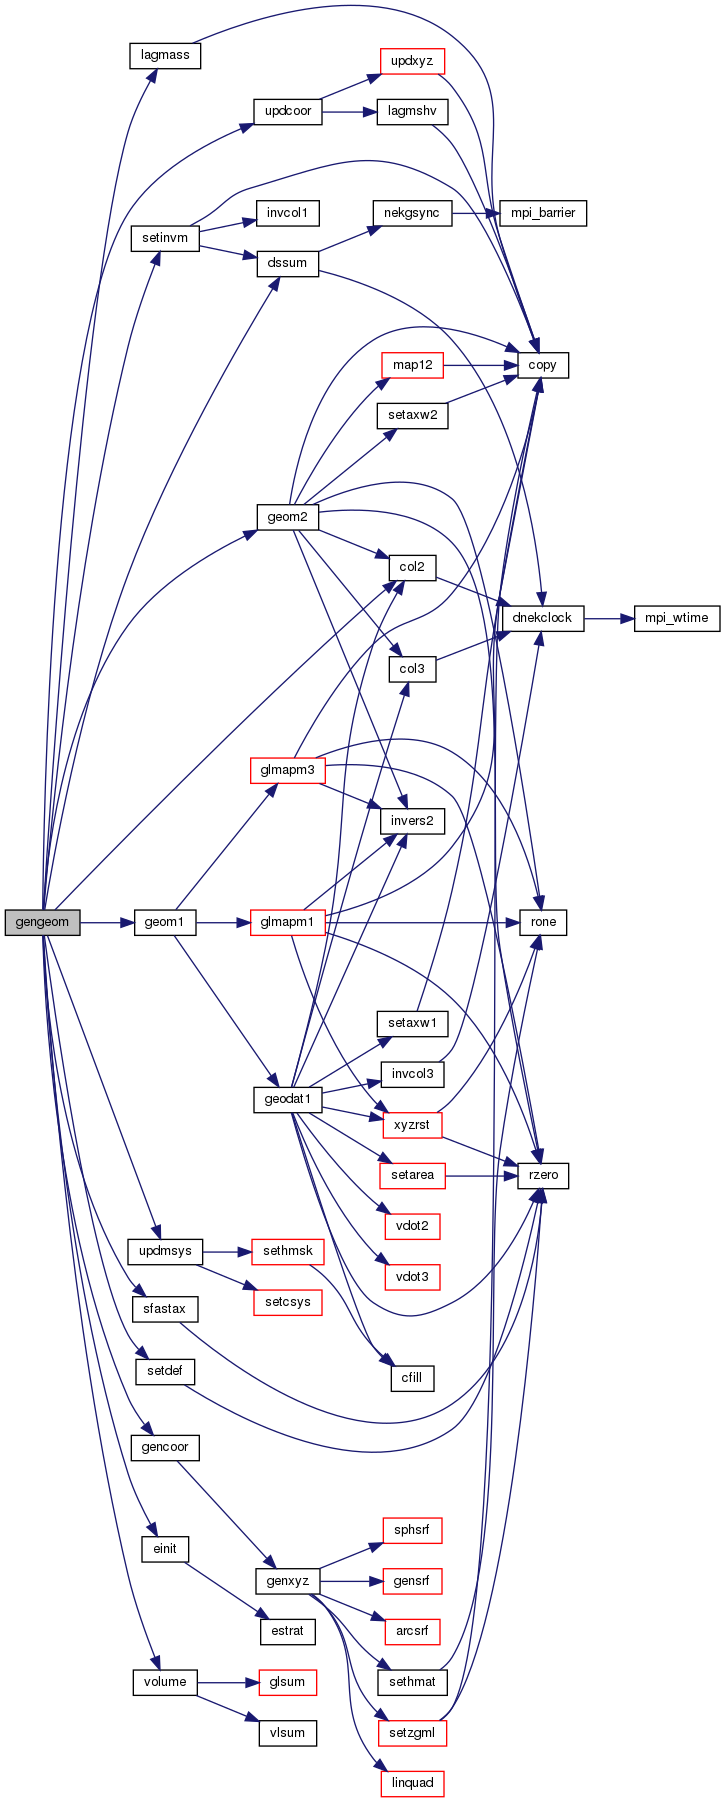 lagmass
updxyz
updcoor
lagmshv
invcol1
nekgsync
mpi_barrier
setinvm
dssum
map12
copy
setaxw2
geom2
col2
dnekclock
mpi_wtime
col3
glmapm3
invers2
gengeom
geom1
glmapm1
rone
setaxw1
invcol3
geodat1
xyzrst
setarea
rzero
vdot2
updmsys
sethmsk
vdot3
setcsys
sfastax
setdef
cfill
gencoor
sphsrf
einit
genxyz
gensrf
estrat
arcsrf
volume
glsum
sethmat
vlsum
setzgml
linquad